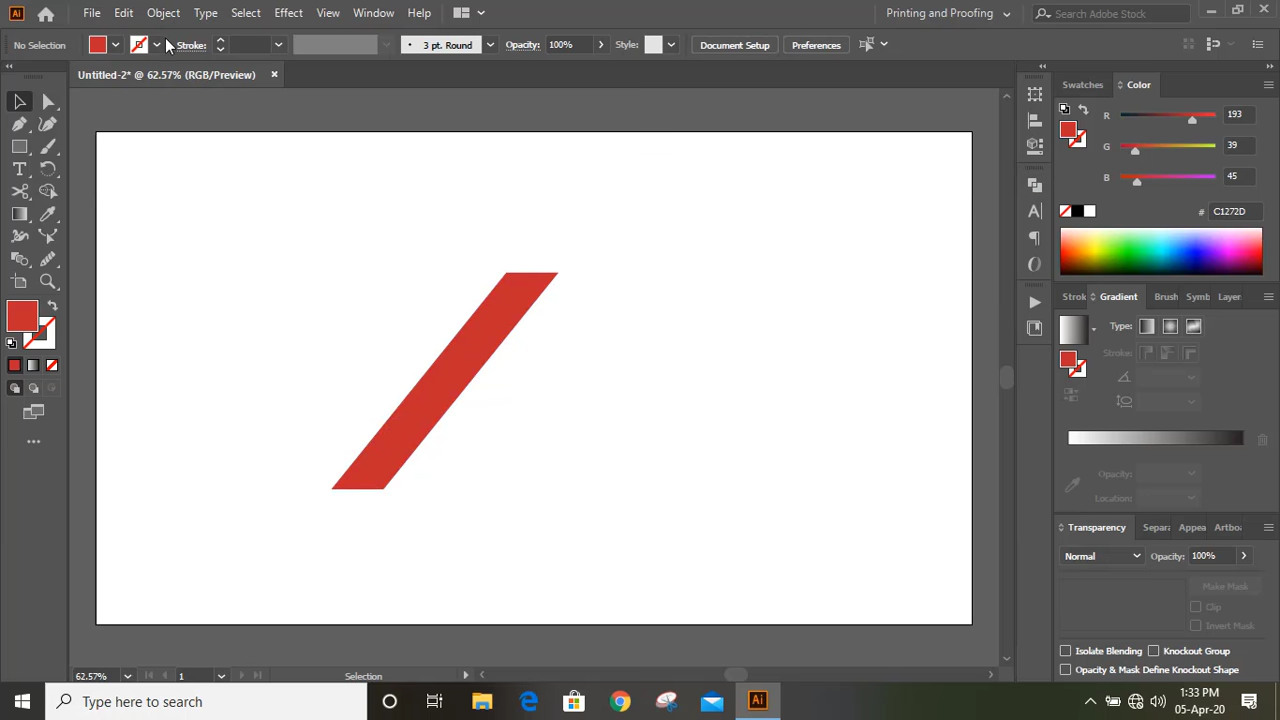 Ai File Edit Object Type Select Effect View Window Help Printing and Proofing Search Adobe Stock
No Selection Stroke: 3 pt. Round Opacity: 100% Style: Document Setup Preferences
Untitled-2* @ 62.57% (RGB/Preview)
Swatches Color
R 193
G 39
B 45
# C1272D
Strok Gradient Brush Symb Layer
Type:
Stroke:
Opacity:
Location:
Transparency Separ Appea Artbo
Normal Opacity: 100%
Make Mask
Clip
Invert Mask
Isolate Blending Knockout Group
Opacity & Mask Define Knockout Shape
62.57% 1 Selection
Type here to search Ai 1:33 PM
05-Apr-20